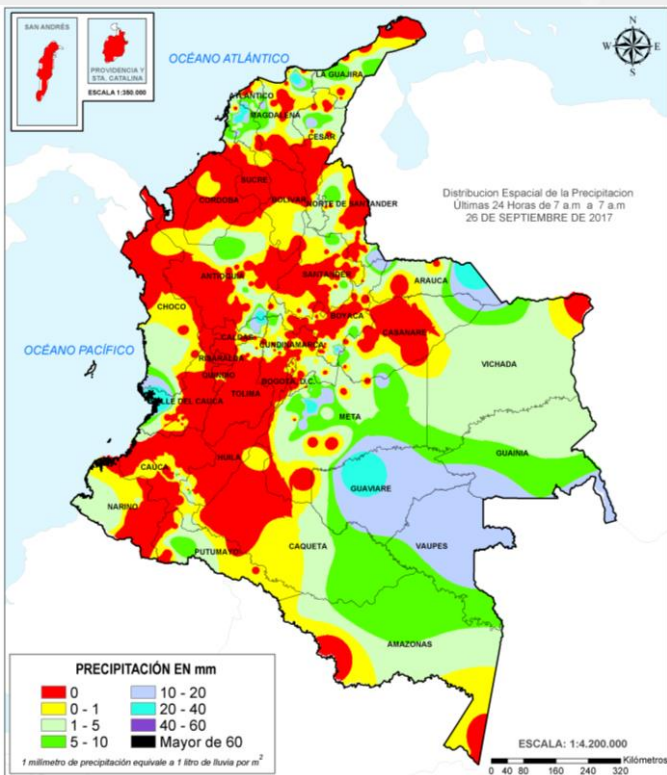 SAN ANDRÉS
PROVIDENCIA Y
STA. CATALINA
ESCALA 1:380.000
OCÉANO ATLÁNTICO
N
W
E
S
LA GUAJIRA
ATLÁNTICO
MAGDALENA
CESAR
Distribucion Espacial de la Precipitacion
Últimas 24 Horas de 7 a.m a 7 a.m
26 DE SEPTIEMBRE DE 2017
SUCRE
CORDOBA
BOLIVAR
NORTE DE SANTANDER
ANTIOQUIA
SANTANDER
ARAUCA
CHOCO
BOYACA
CASANARE
OCÉANO PACÍFICO
CALDAS
CUNDINAMARCA
VICHADA
RISARALDA
QUINDIO
BOGOTA, D.C.
VALLE DEL CAUCA
TOLIMA
META
GUAINIA
HUILA
CAUCA
GUAVIARE
NARIÑO
PUTUMAYO
CAQUETA
VAUPES
AMAZONAS
PRECIPITACIÓN EN mm
0
10 - 20
0 - 1
20 - 40
1 - 5
40 - 60
5 - 10
Mayor de 60
1 milimetro de precipitación equivale a 1 litro de lluvia por m2
ESCALA: 1:4.200.000
Kilómetros
0 40 80 160 240 320